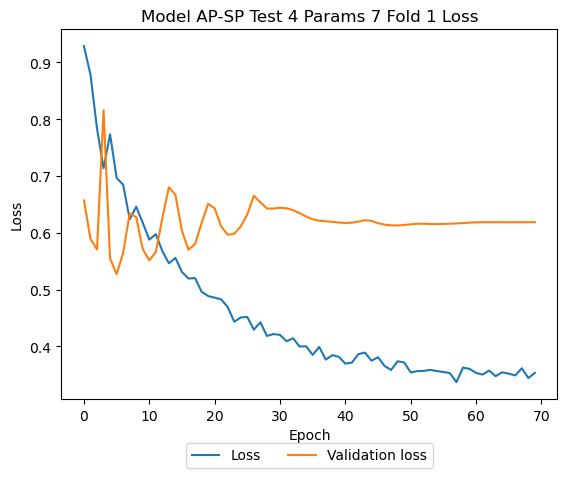 Model AP-SP Test 4 Params 7 Fold 1 Loss
0.9
0.8
0.7
0.6
0.5
0.4
Loss
0 10 20 30 40 50 60 70
Epoch
Loss Validation loss